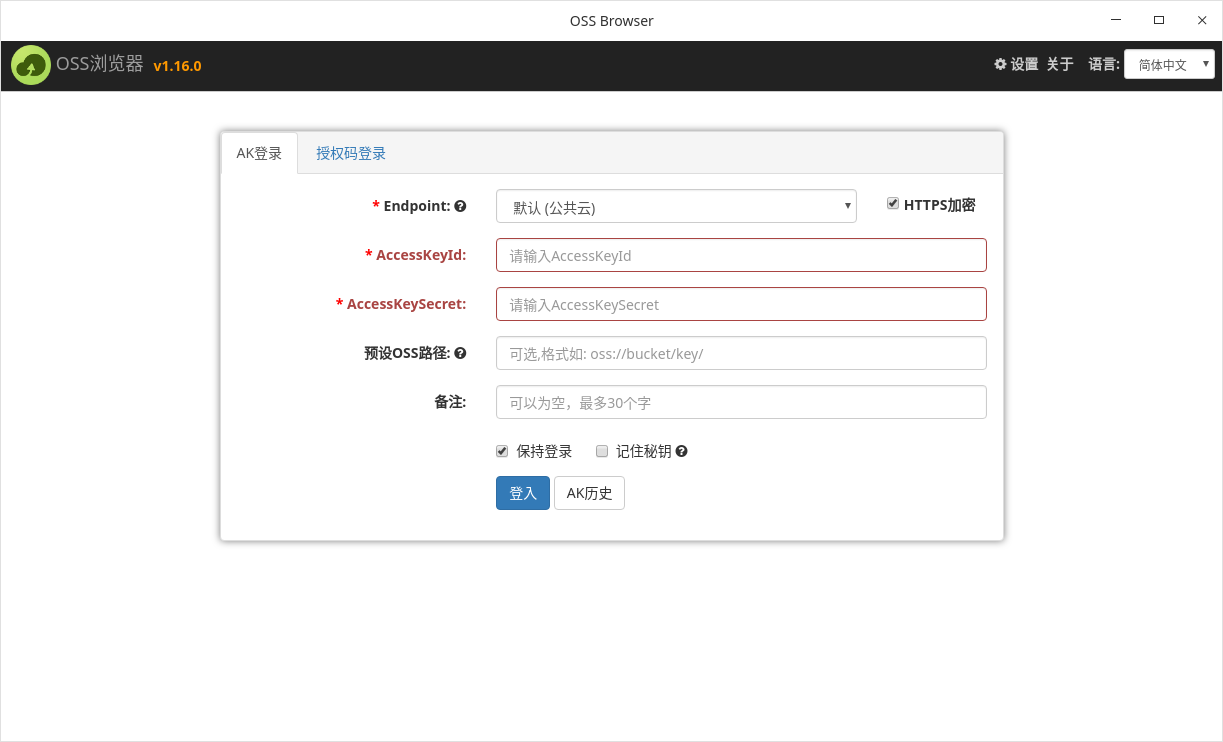 OSS Browser
OSS浏览器 v1.16.0 设置 关于 语言: 简体中文
AK登录 授权码登录
* Endpoint: 默认 (公共云) HTTPS加密
* AccessKeyId: 请输入AccessKeyId
* AccessKeySecret: 请输入AccessKeySecret
预设OSS路径: 可选,格式如: oss://bucket/key/
备注: 可以为空，最多30个字
保持登录 记住秘钥
登入 AK历史